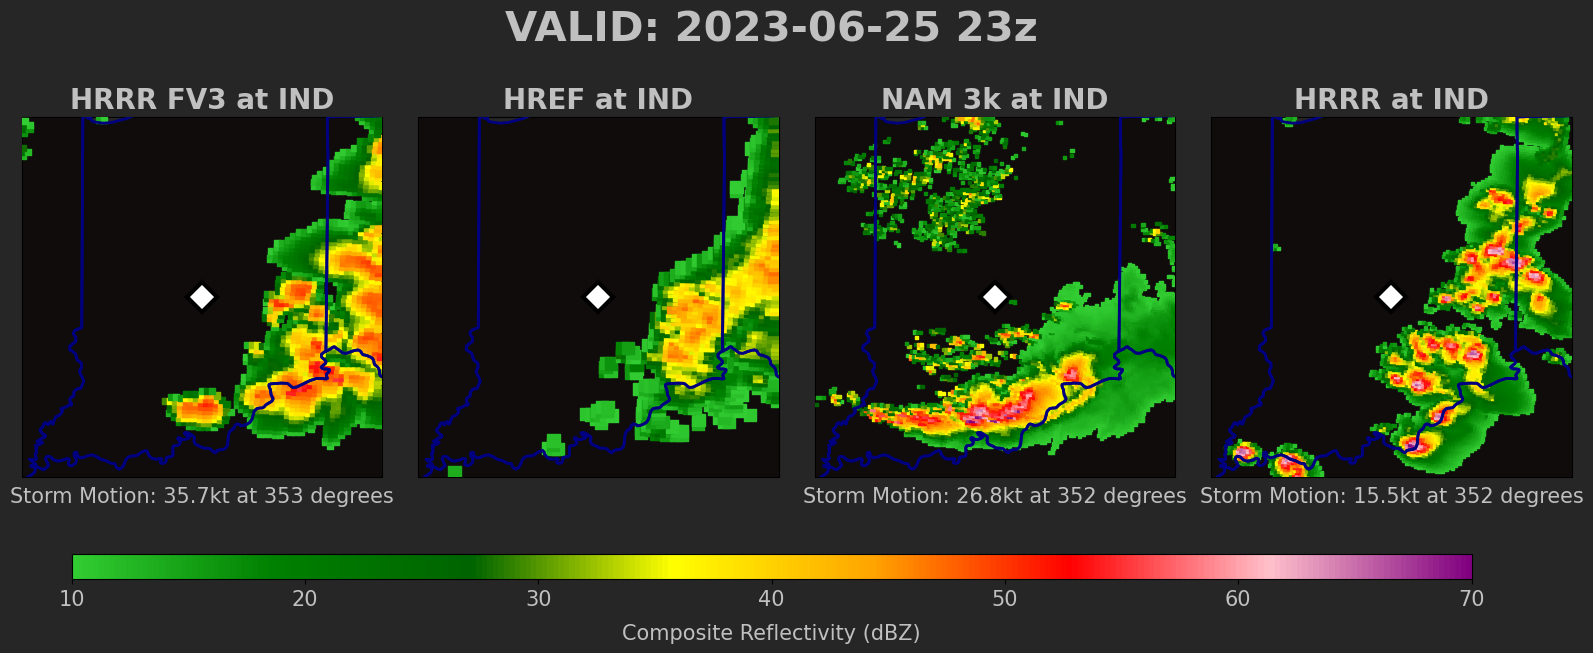 VALID: 2023-06-25 23z
HRRR FV3 at IND
HREF at IND
NAM 3k at IND
HRRR at IND
Storm Motion: 35.7kt at 353 degrees
Storm Motion: 26.8kt at 352 degrees
Storm Motion: 15.5kt at 352 degrees
10 20 30 40 50 60 70
Composite Reflectivity (dBZ)